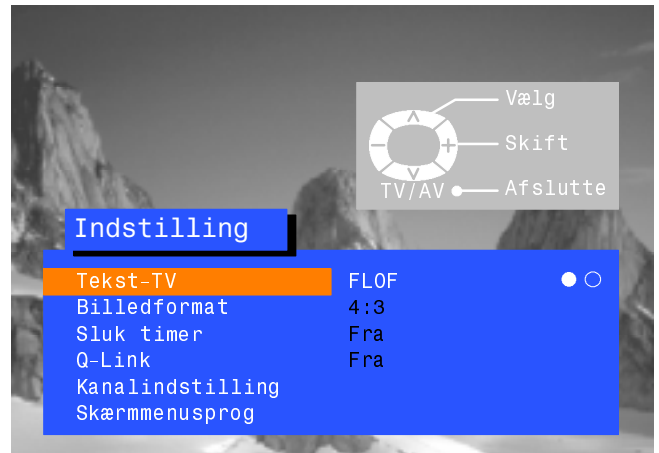 Vælg
Skift
TV/AV Afslutte
Indstilling
Tekst-TV FLOF
Billedformat 4:3
Sluk timer Fra
Q-Link Fra
Kanalindstilling
Skærmmenusprog